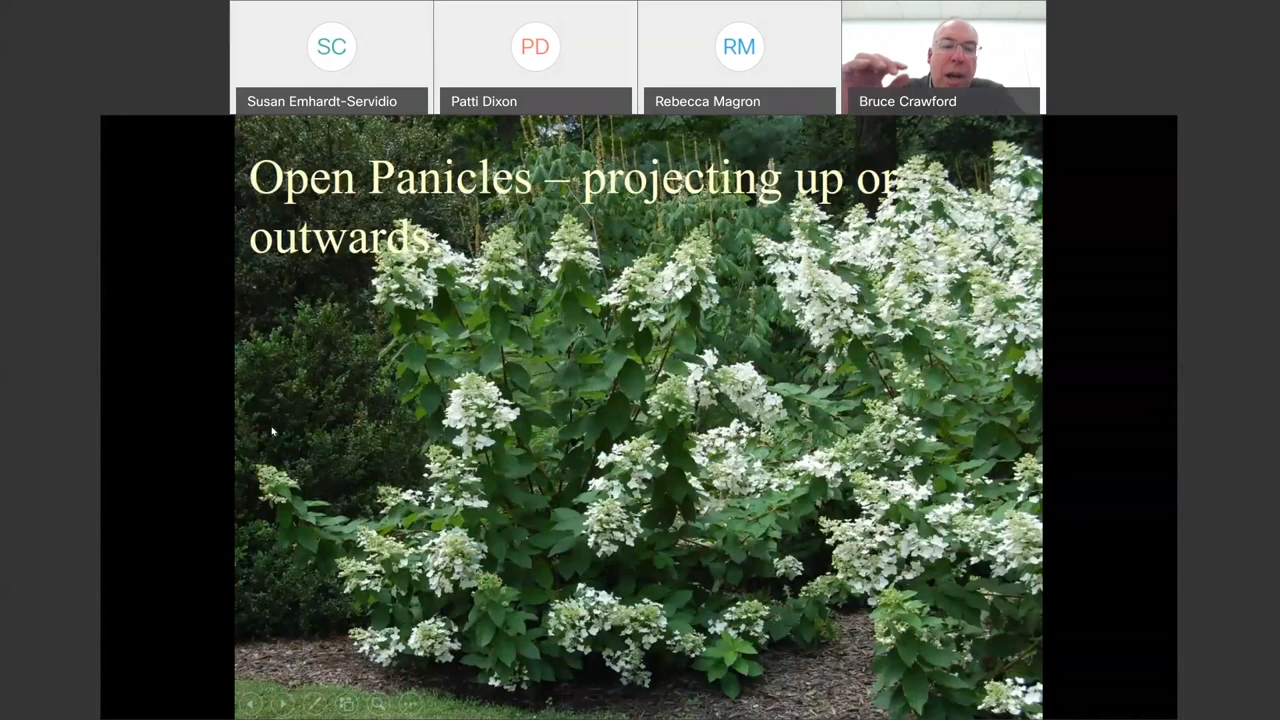 SC
PD
RM
Susan Emhardt-Servidio
Patti Dixon
Rebecca Magron
Bruce Crawford
Open Panicles – projecting up or
outwards.